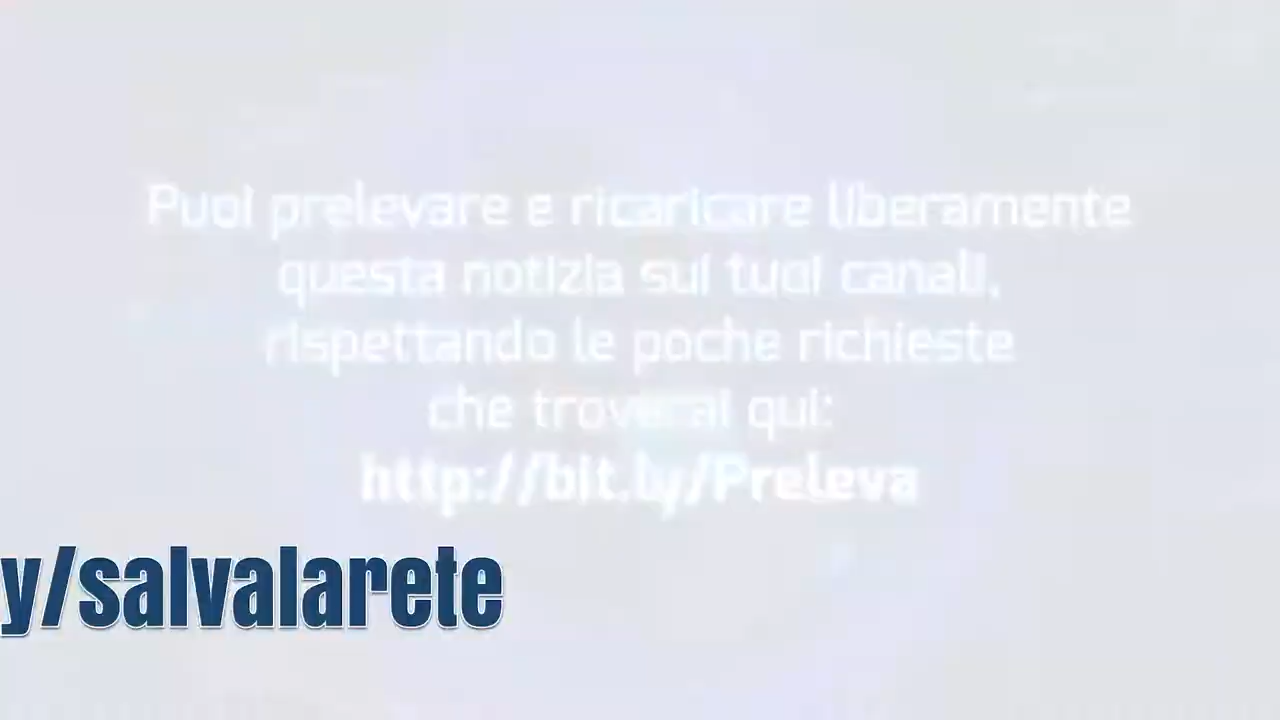 Puoi prelevare e ricaricare liberamente
questa notizia sui tuoi canali,
rispettando le poche richieste
che troverai qui:
http://bit.ly/Preleva
y/salvalarete